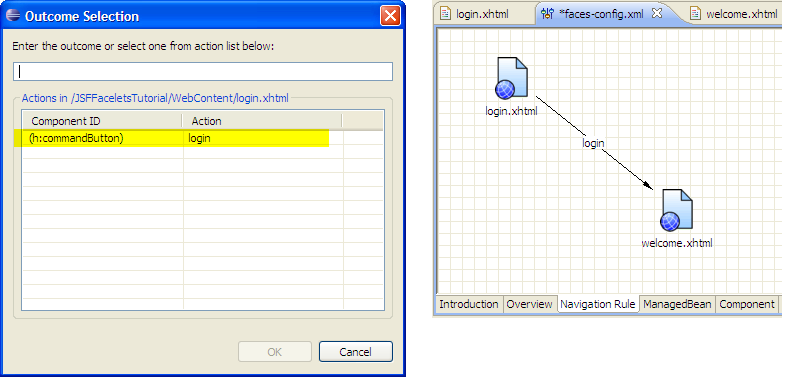 Outcome Selection
Enter the outcome or select one from action list below:
Actions in /JSFFaceletsTutorial/WebContent/login.xhtml
Component ID Action
(h:commandButton) login
OK Cancel
login.xhtml *faces-config.xml welcome.xhtml
login.xhtml
login
welcome.xhtml
Introduction Overview Navigation Rule ManagedBean Component